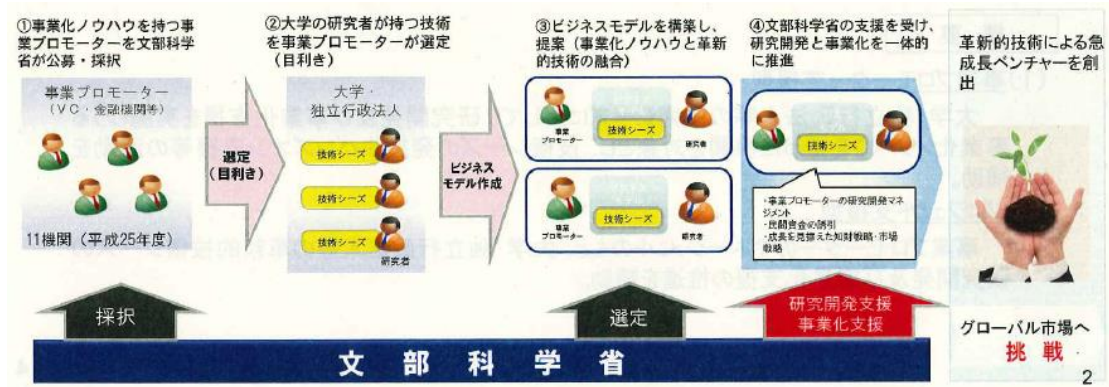 ①事業化ノウハウを持つ事
業プロモーターを文部科学
省が公募・採択
事業プロモーター
(VC・金融機関等)
11機関（平成25年度）
選定
(目利き)
②大学の研究者が持つ技術
を事業プロモーターが選定
(目利き)
大学・
独立行政法人
技術シーズ
技術シーズ
技術シーズ
研究者
ビジネス
モデル作成
③ビジネスモデルを構築し、
提案（事業化ノウハウと革新
的技術の融合）
事業
プロモーター
技術シーズ
研究者
事業
プロモーター
技術シーズ
研究者
④文部科学省の支援を受け、
研究開発と事業化を一体的
に推進
技術シーズ
・事業プロモーターの研究開発マネ
ジメント
・民間資金の誘引
・成長を見据えた知財戦略・市場
戦略
革新的技術による急
成長ベンチャーを創
出
採択
選定
研究開発支援
事業化支援
グローバル市場へ
挑戦
文部科学省
2